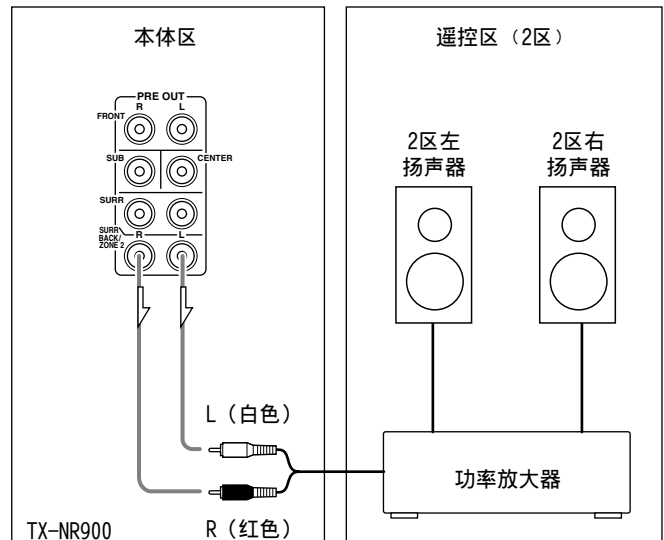 本体区
PRE OUT
R L
FRONT
SUB
CENTER
SURR
SURR
BACK/
ZONE 2
R L
L（白色）
R（红色）
TX-NR900
遥控区（2区）
2区左
扬声器
2区右
扬声器
功率放大器